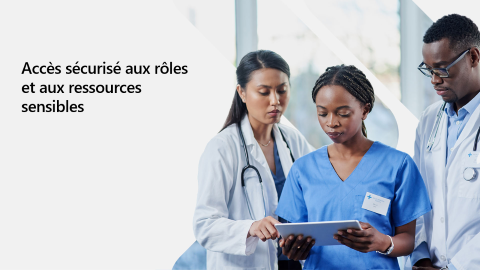 Accès sécurisé aux rôles
et aux ressources
sensibles